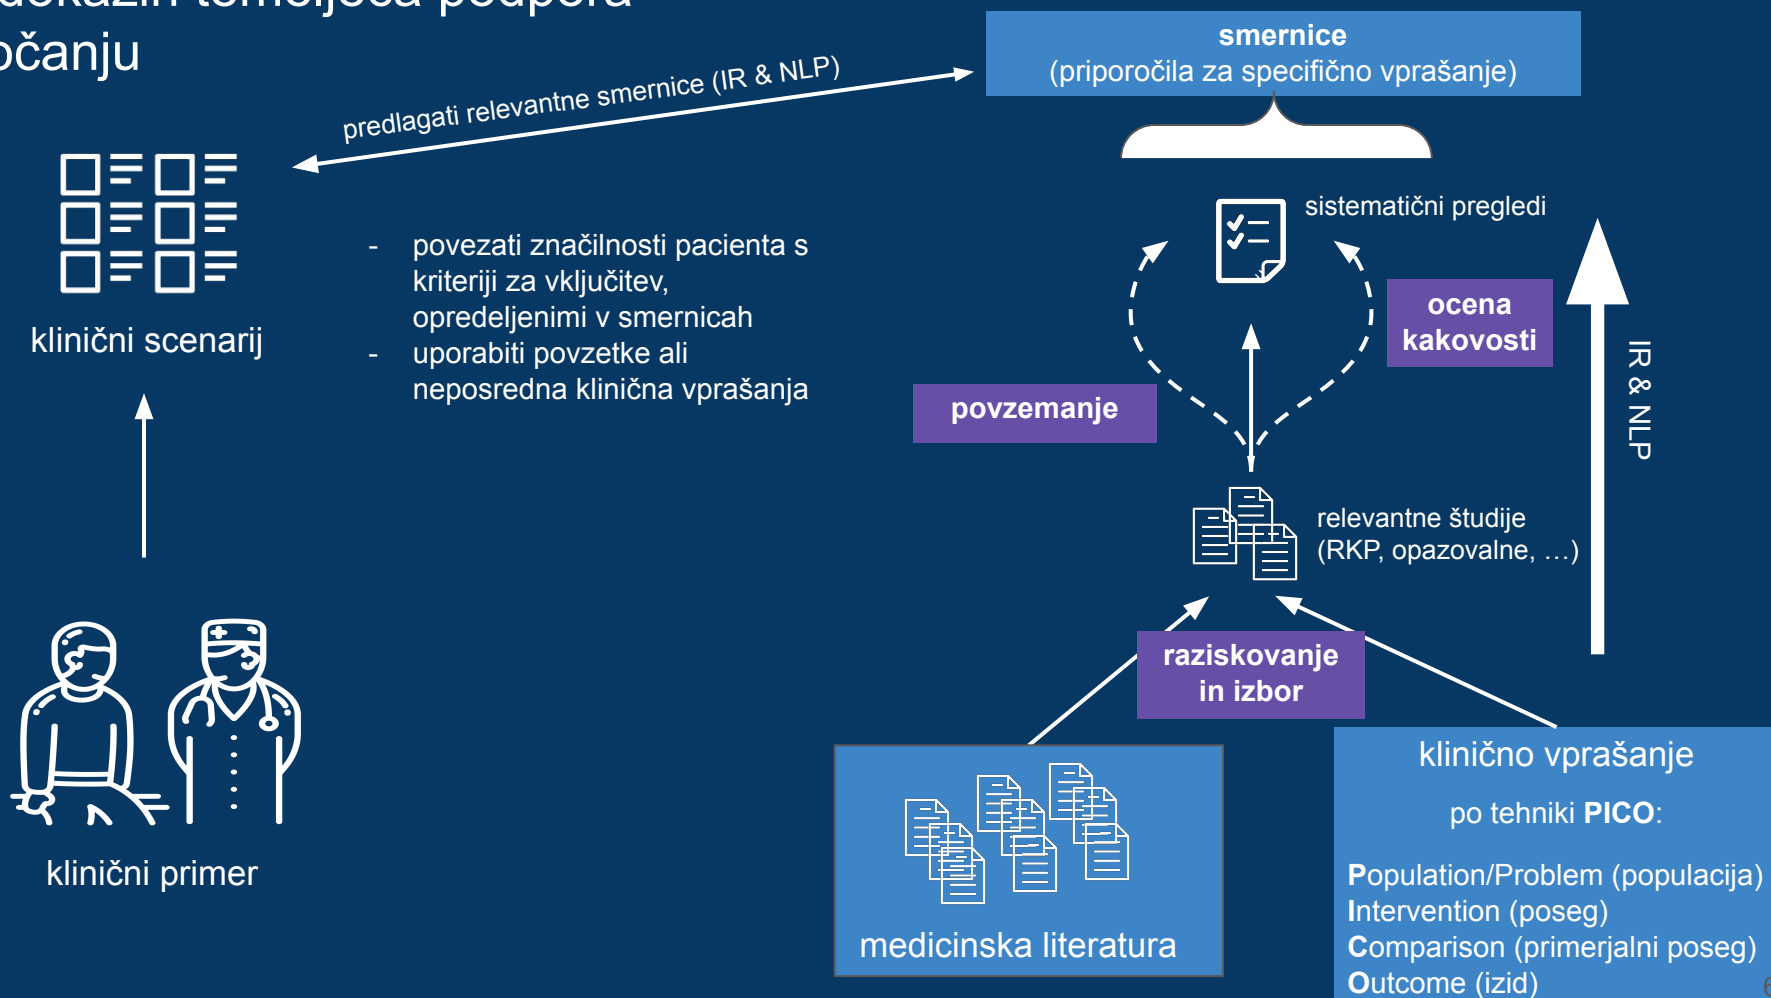 dokazih temelječa podpora
očanju
smernice
(priporočila za specifično vprašanje)
predlagati relevantne smernice (IR & NLP)
sistematični pregledi
- povezati značilnosti pacienta s
kriteriji za vključitev,
opredeljenimi v smernicah
- uporabiti povzetke ali
neposredna klinična vprašanja
klinični scenarij
ocena
kakovosti
povzemanje
IR & NLP
relevantne študije
(RKP, opazovalne, …)
raziskovanje
in izbor
klinično vprašanje
po tehniki PICO:
Population/Problem (populacija)
Intervention (poseg)
Comparison (primerjalni poseg)
Outcome (izid)
klinični primer
medicinska literatura